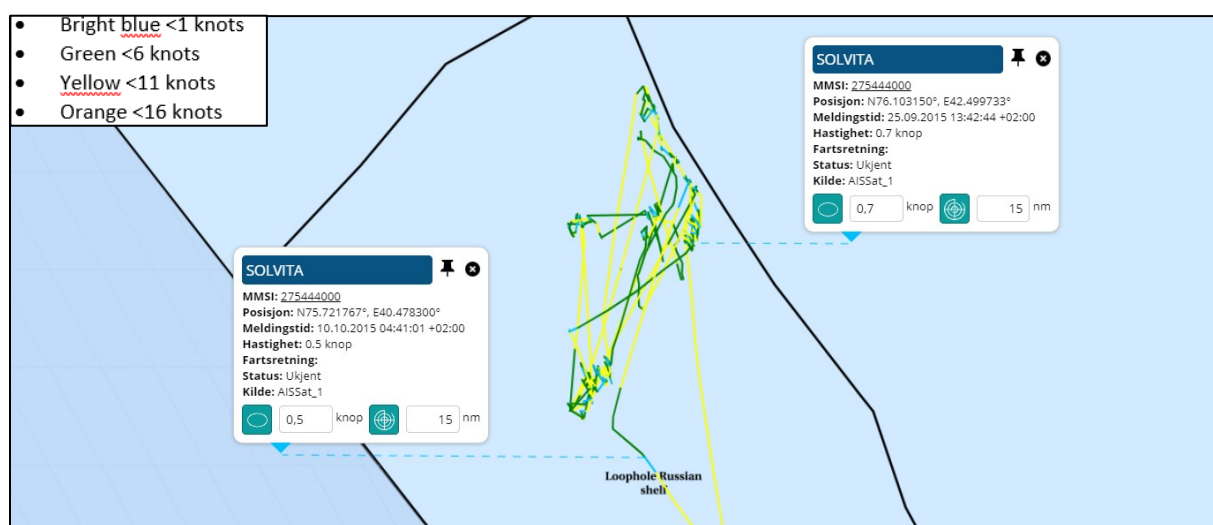 • Bright blue <1 knots
• Green <6 knots
• Yellow <11 knots
• Orange <16 knots
SOLVITA
MMSI: 275444000
Posisjon: N76.103150°, E42.499733°
Meldingstid: 25.09.2015 13:42:44 +02:00
Hastighet: 0.7 knop
Fartsretning:
Status: Ukjent
Kilde: AISSat_1
0,7 knop 15 nm
SOLVITA
MMSI: 275444000
Posisjon: N75.721767°, E40.478300°
Meldingstid: 10.10.2015 04:41:01 +02:00
Hastighet: 0.5 knop
Fartsretning:
Status: Ukjent
Kilde: AISSat_1
0,5 knop 15 nm
Loophole Russian
shelf